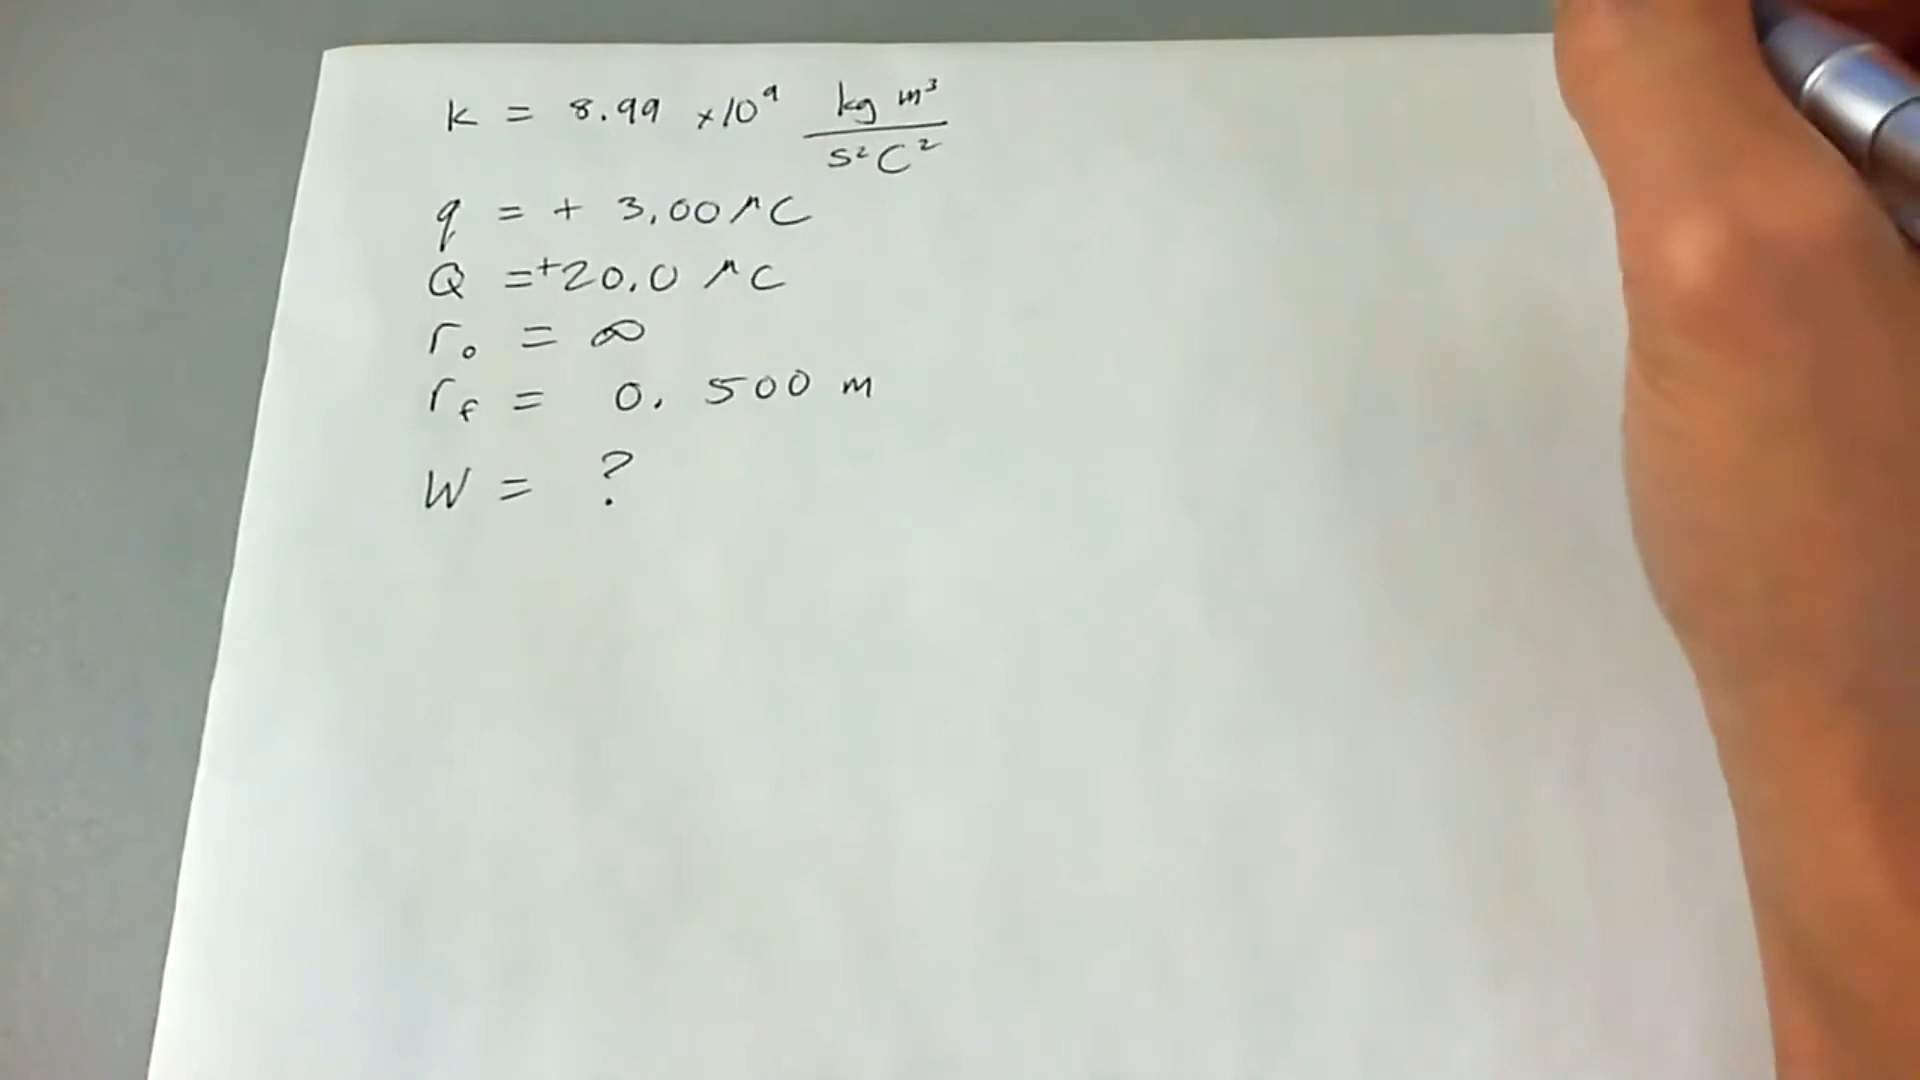 k = 8.99 ×10⁹ kg m³ / s²C²
q = + 3.00 μC
Q = +20.0 μC
r₀ = ∞
r_f = 0.500 m
W = ?